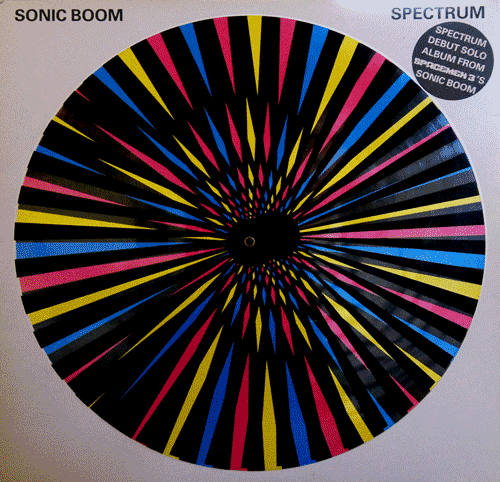 SONIC BOOM
SPECTRUM
SPECTRUM
DEBUT SOLO
ALBUM FROM
SPACEMEN 3'S
SONIC BOOM